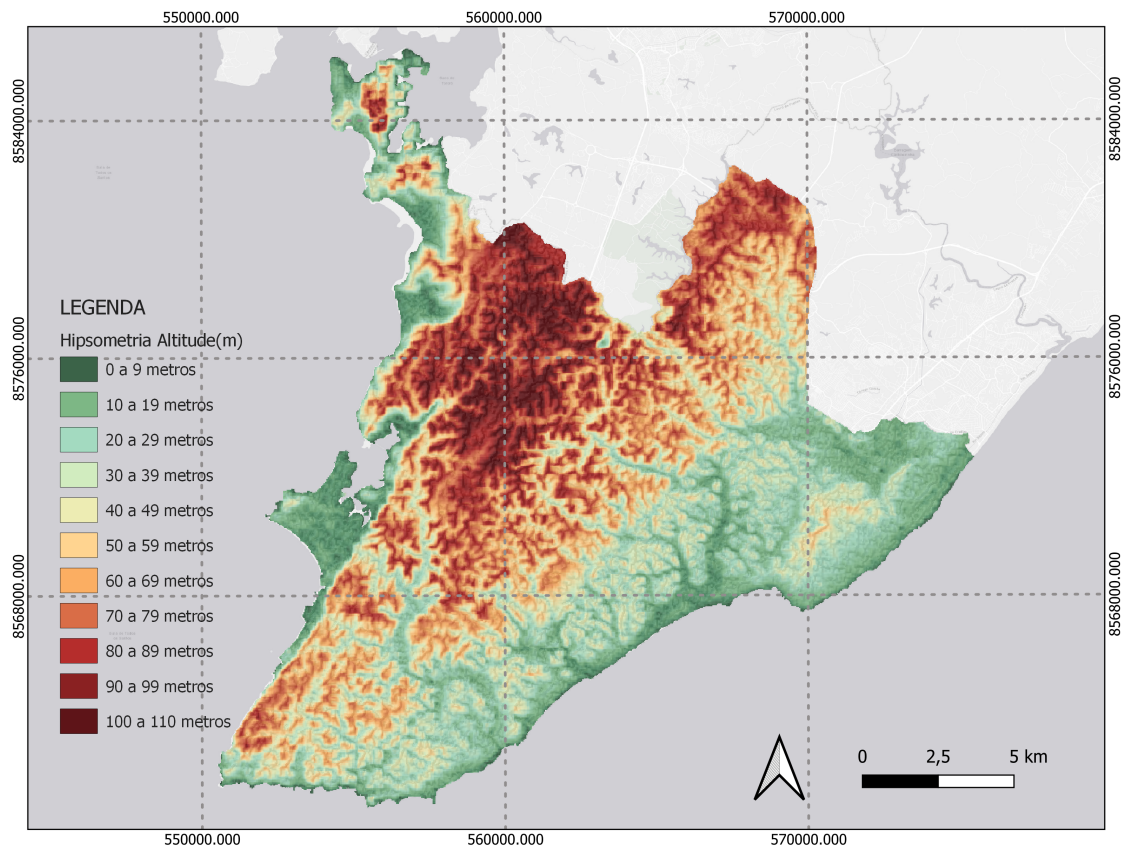 550000.000
560000.000
570000.000
8584000.000
8584000.000
LEGENDA
Hipsometria Altitude(m)
8576000.000
8576000.000
0 a 9 metros
10 a 19 metros
20 a 29 metros
30 a 39 metros
40 a 49 metros
50 a 59 metros
60 a 69 metros
70 a 79 metros
80 a 89 metros
90 a 99 metros
100 a 110 metros
8568000.000
8568000.000
0
2,5
5 km
550000.000
560000.000
570000.000